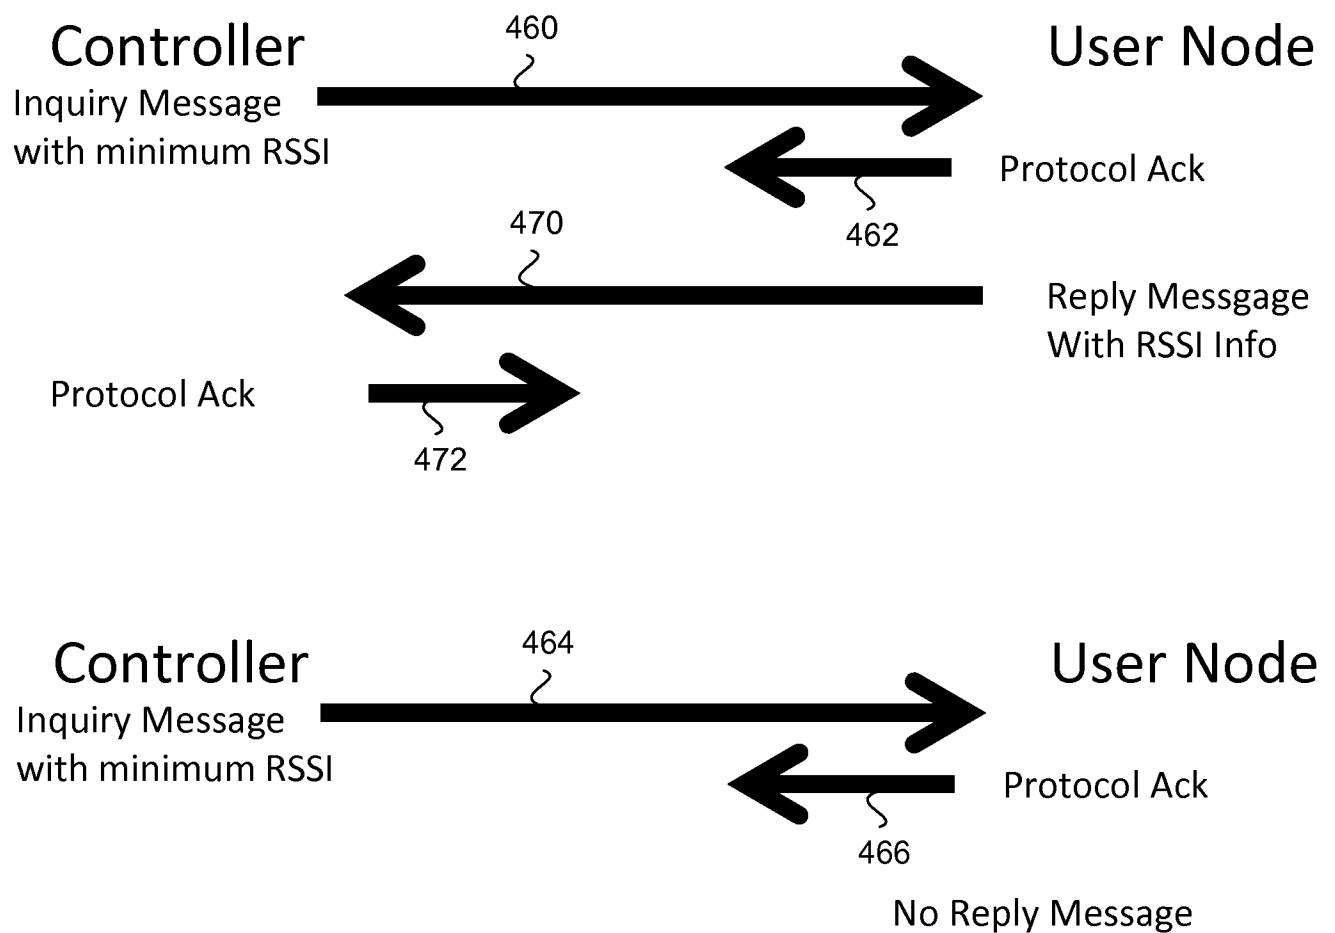 Controller
460
User Node
Inquiry Message
with minimum RSSI
Protocol Ack
462
470
Reply Messgage
With RSSI Info
Protocol Ack
472
Controller
464
User Node
Inquiry Message
with minimum RSSI
Protocol Ack
466
No Reply Message